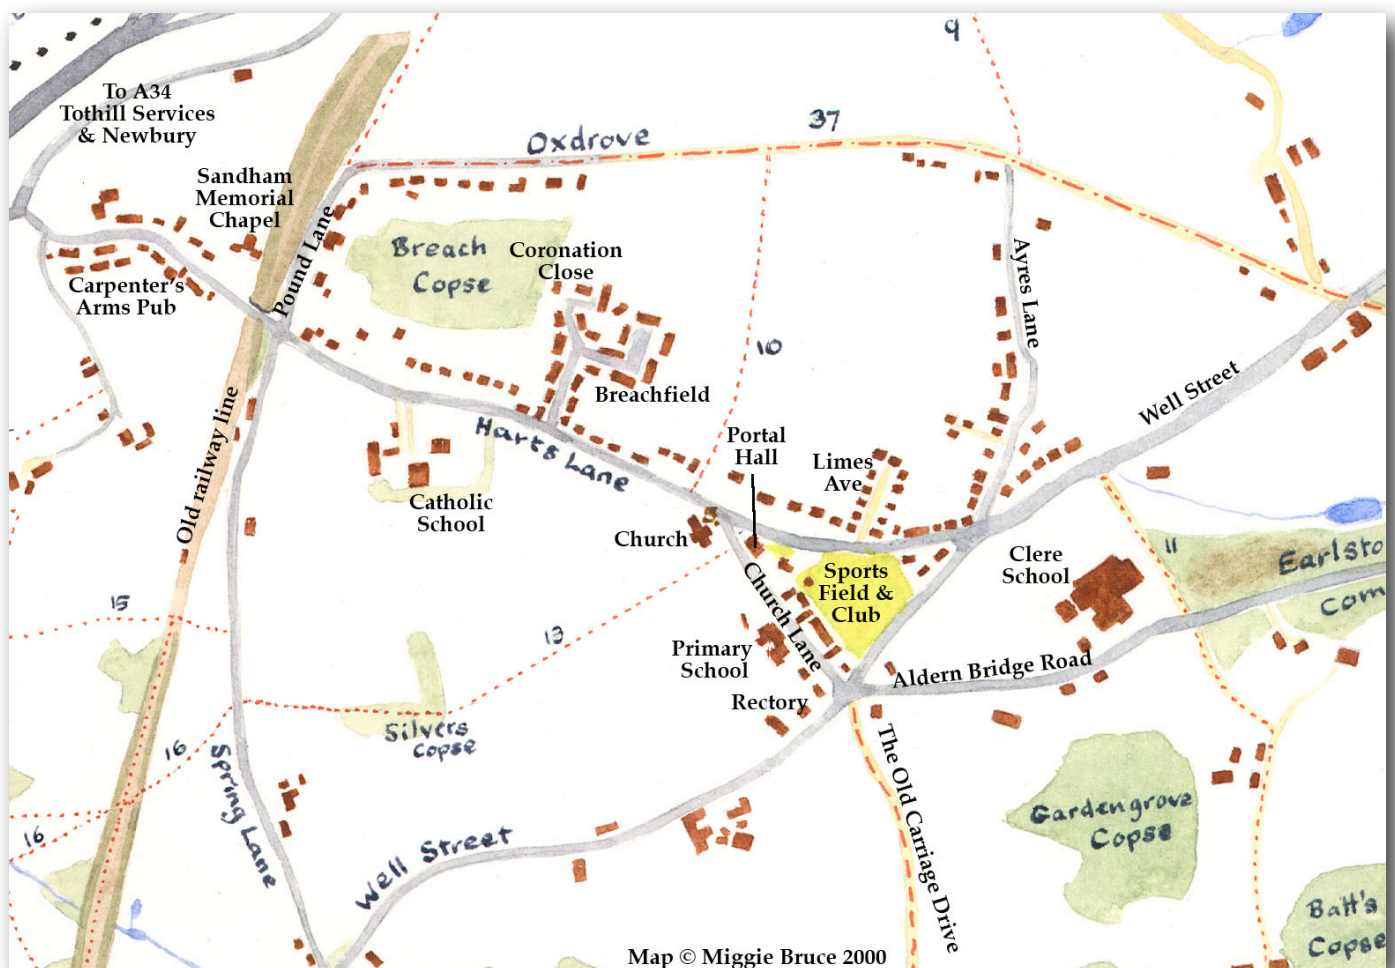 9
37
Oxdrove
To A34
Tothill Services
& Newbury
Sandham
Memorial
Chapel
Pound Lane
Breach
Copse
Coronation
Close
Ayres Lane
Carpenter's
Arms Pub
10
Breachfield
Well Street
Old railway line
Harts Lane
Portal
Hall
Limes
Ave
Catholic
School
Church
11
Earlsto
Com
Clere
School
Sports
Field &
Club
Church Lane
15
13
Primary
School
Aldern Bridge Road
Rectory
Silvers
Copse
16
Spring Lane
The Old Carriage Drive
Gardengrove
Copse
16
Well Street
Batt's
Copse
Map © Miggie Bruce 2000